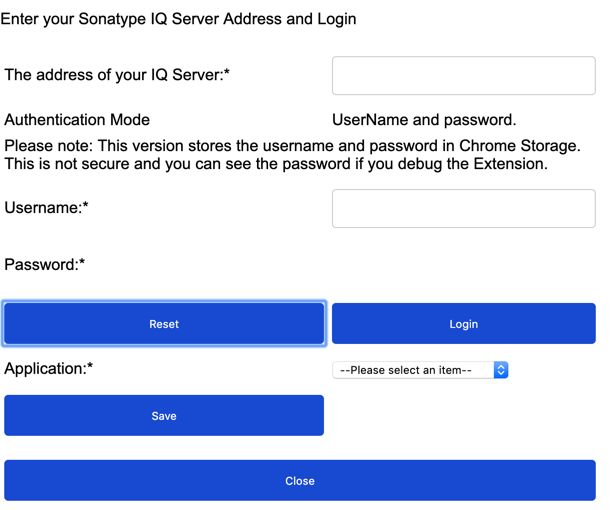 Enter your Sonatype IQ Server Address and Login
The address of your IQ Server:*
Authentication Mode UserName and password.
Please note: This version stores the username and password in Chrome Storage.
This is not secure and you can see the password if you debug the Extension.
Username:*
Password:*
Reset Login
Application:* --Please select an item--
Save
Close